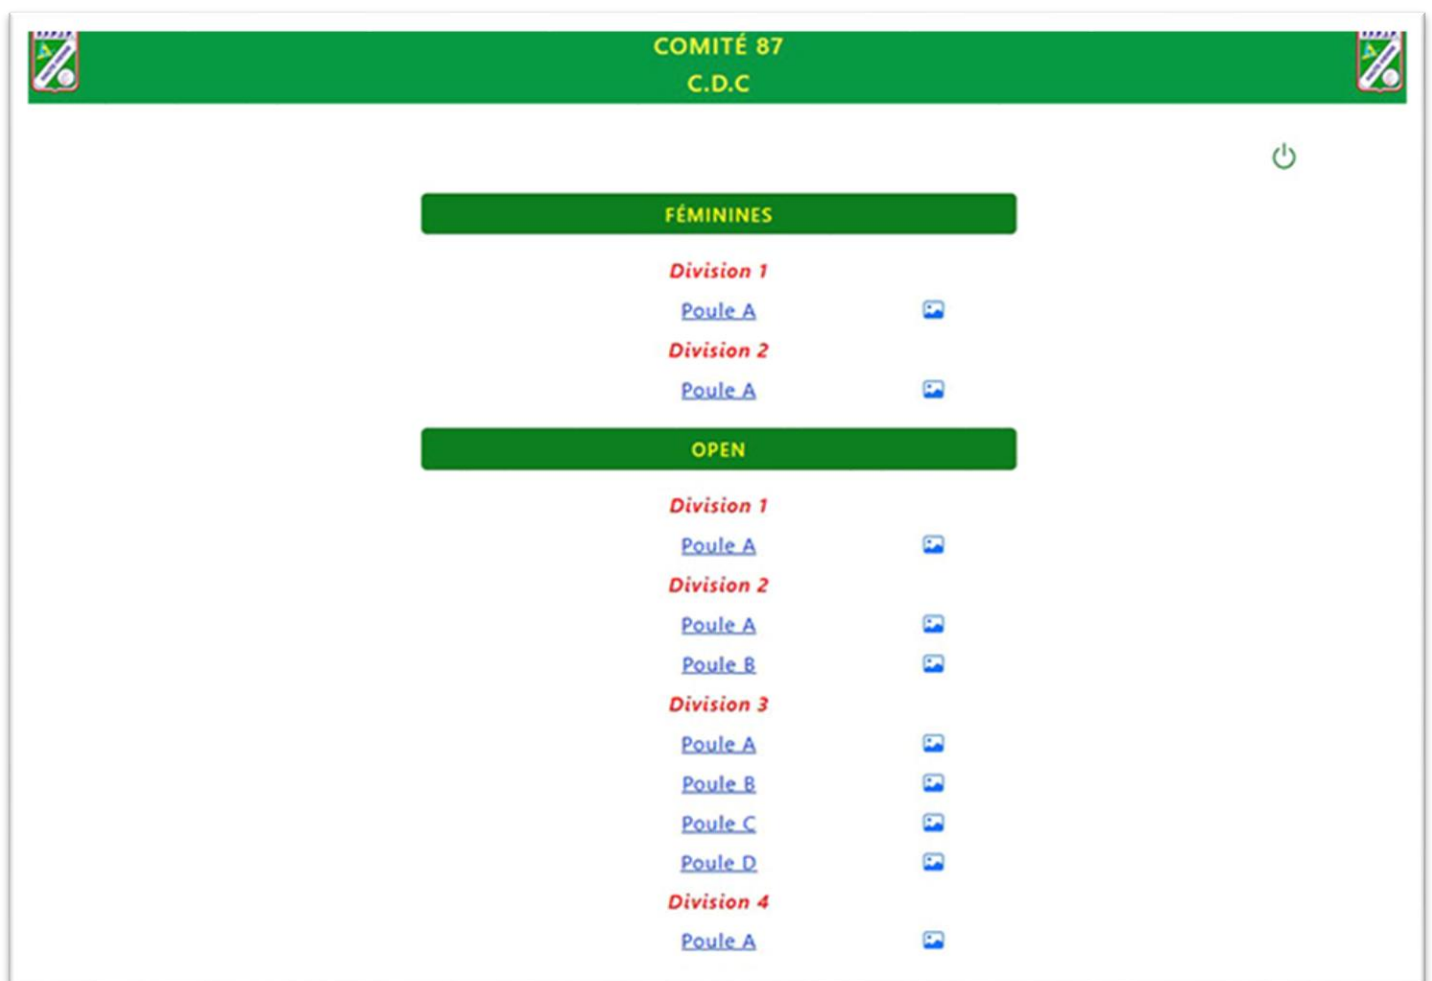 COMITÉ 87
C.D.C
FÉMININES
Division 1
Poule A
Division 2
Poule A
OPEN
Division 1
Poule A
Division 2
Poule A
Poule B
Division 3
Poule A
Poule B
Poule C
Poule D
Division 4
Poule A